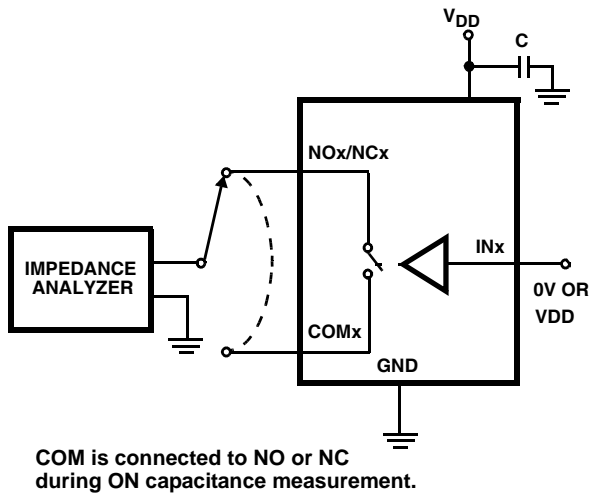 VDD
C
NOx/NCx
INx
IMPEDANCE
ANALYZER
0V OR
VDD
COMx
GND
COM is connected to NO or NC
during ON capacitance measurement.